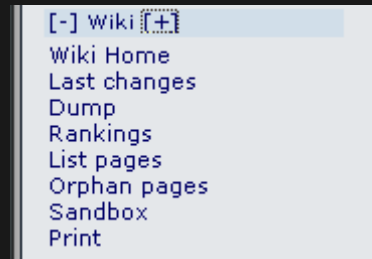 [-] Wiki [+]
Wiki Home
Last changes
Dump
Rankings
List pages
Orphan pages
Sandbox
Print